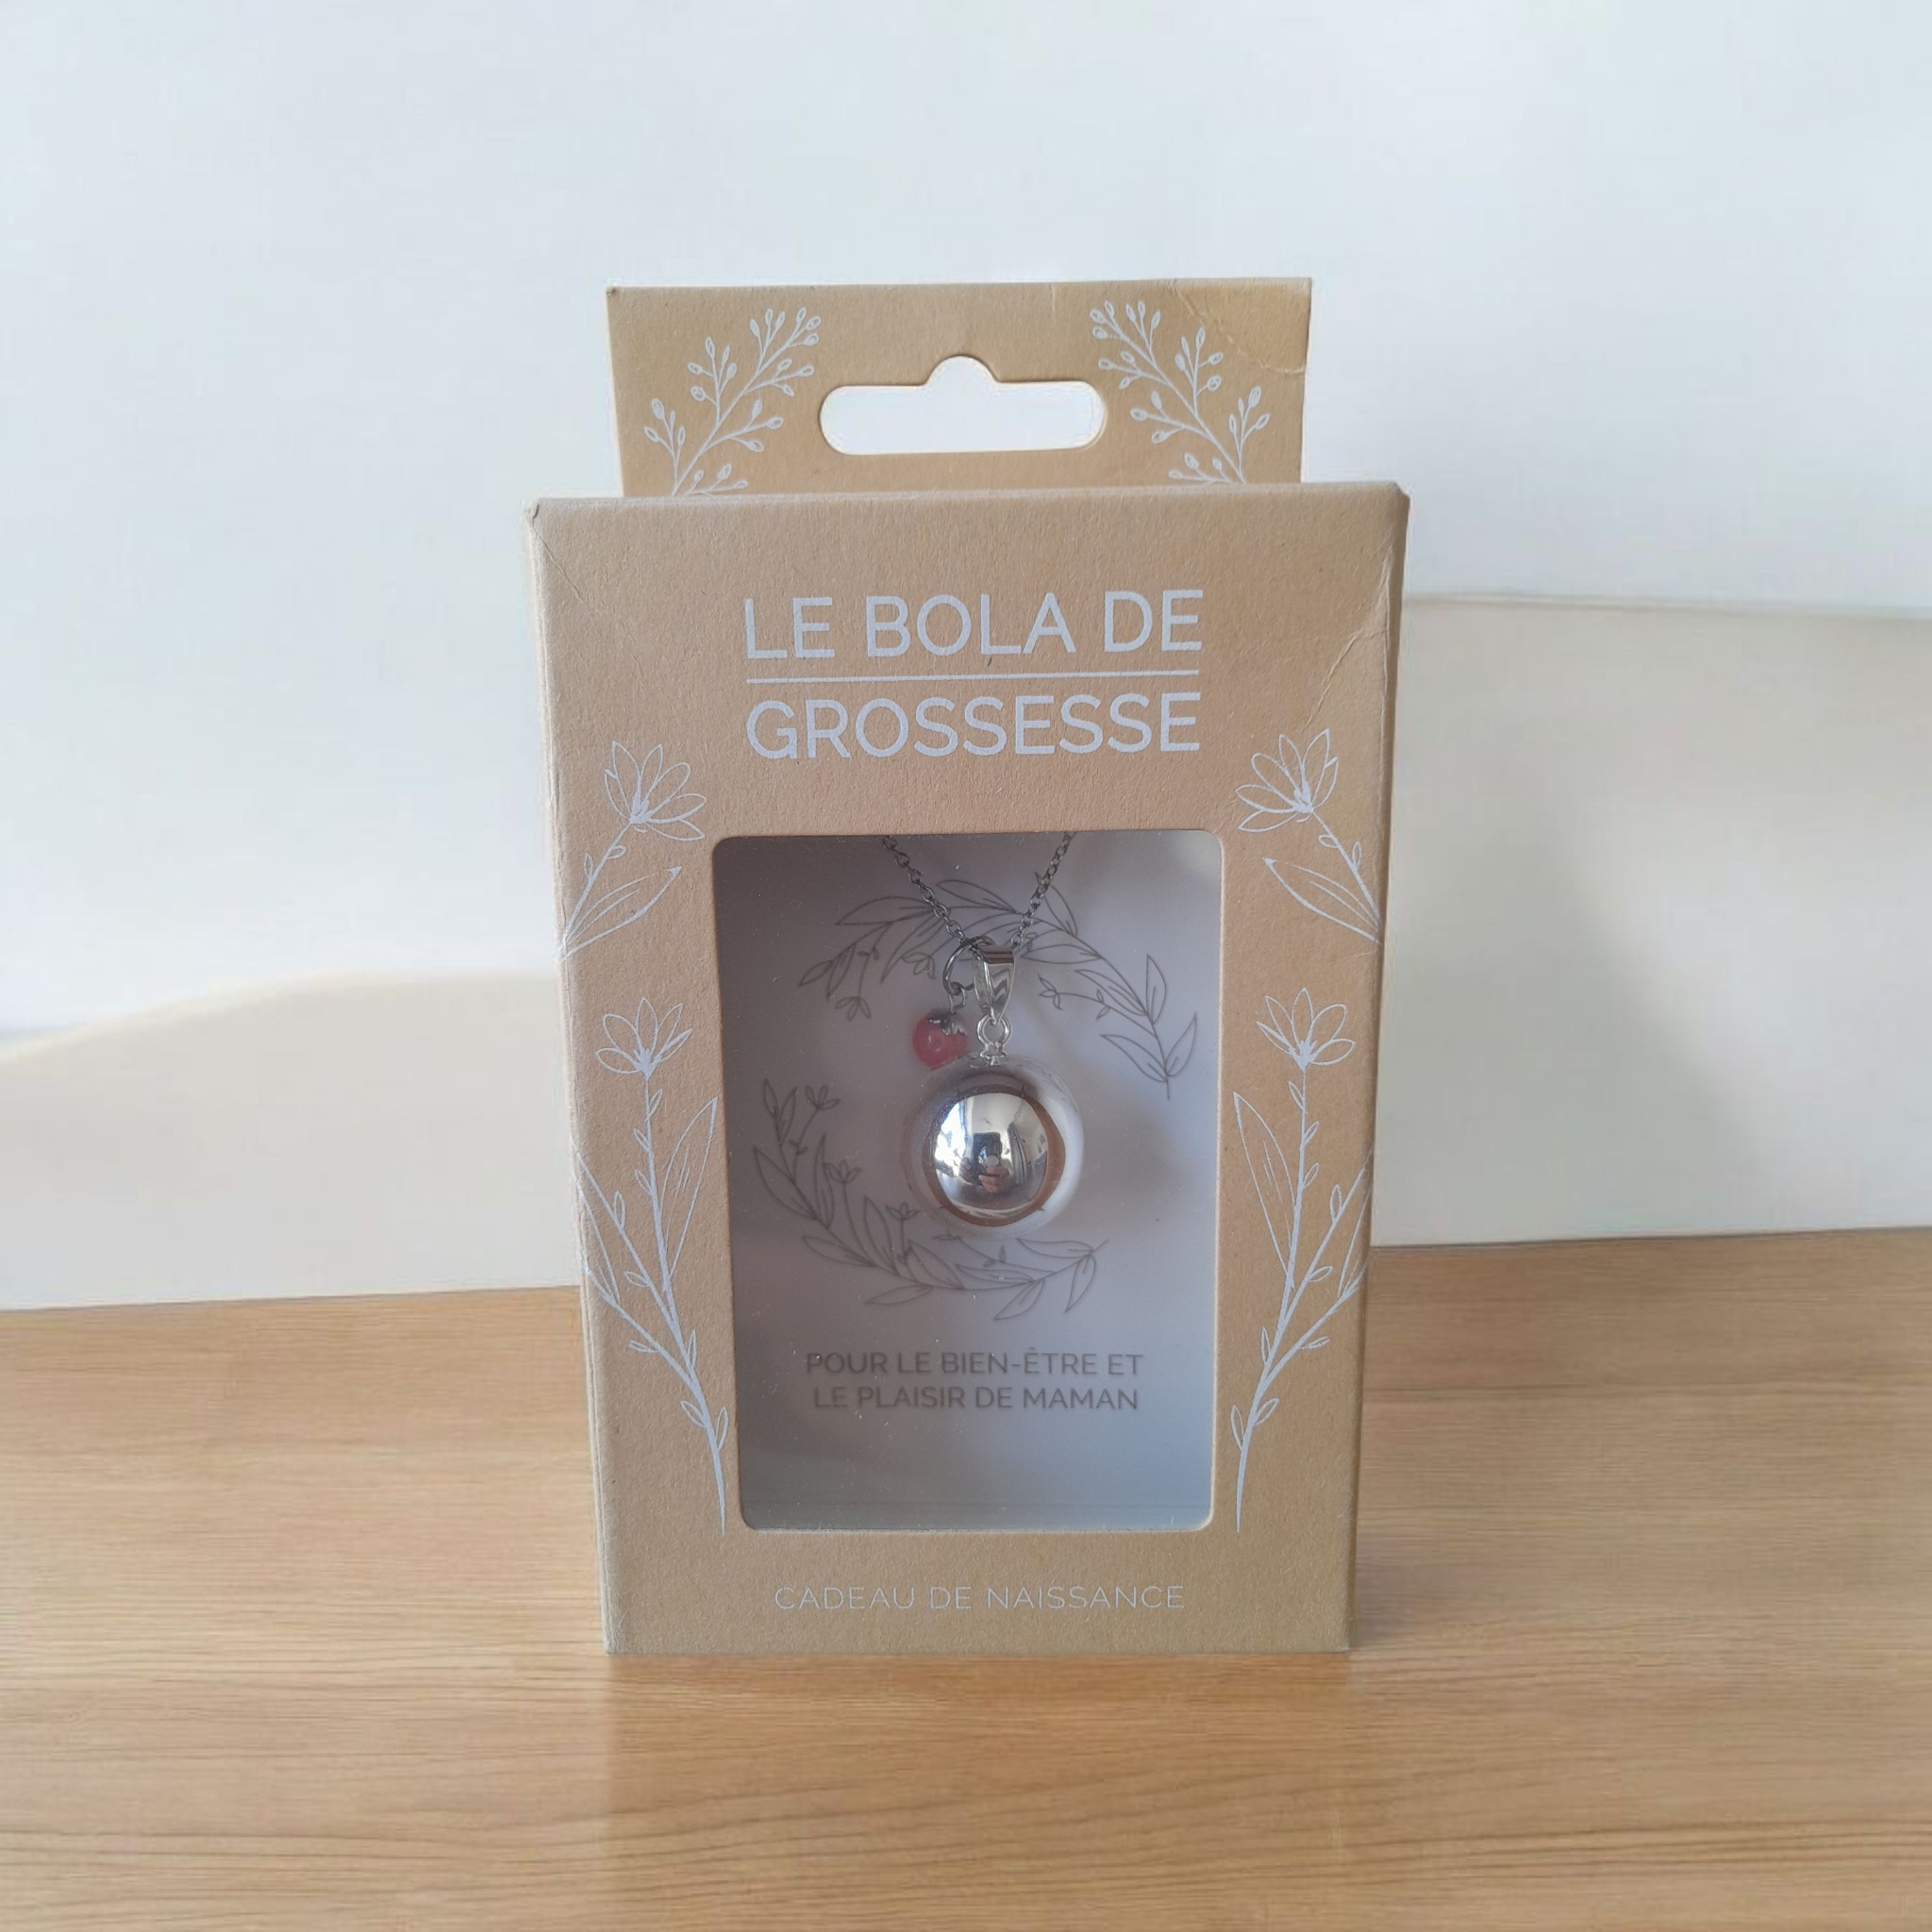 LE BOLA DE
GROSSESSE
POUR LE BIEN-ÊTRE ET
LE PLAISIR DE MAMAN
CADEAU DE NAISSANCE